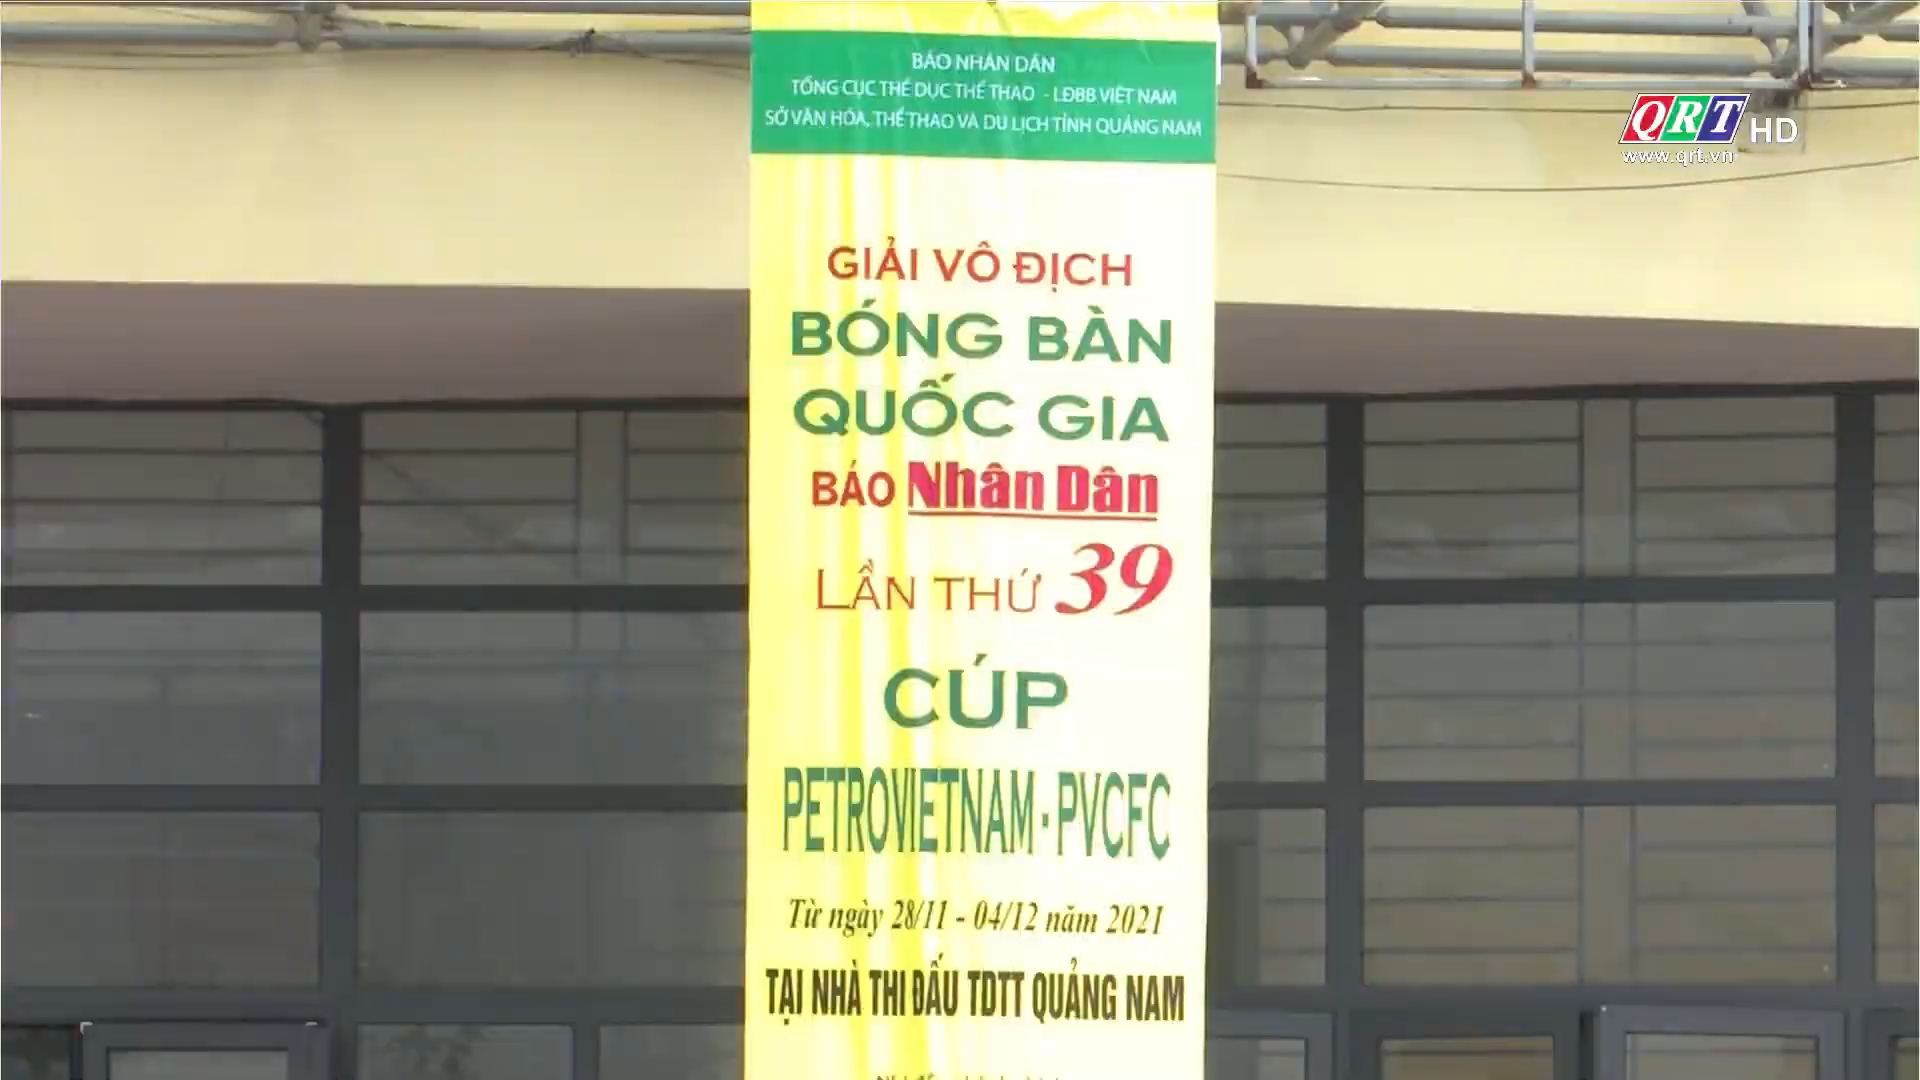 BÁO NHÂN DÂN
TỔNG CỤC THỂ DỤC THỂ THAO - LĐBB VIỆT NAM
SỞ VĂN HÓA, THỂ THAO VÀ DU LỊCH TỈNH QUẢNG NAM
QRT HD
www.qrt.vn
GIẢI VÔ ĐỊCH
BÓNG BÀN
QUỐC GIA
BÁO Nhân Dân
LẦN THỨ 39
CÚP
PETROVIETNAM - PVCFC
Từ ngày 28/11 - 04/12 năm 2021
TẠI NHÀ THI ĐẤU TDTT QUẢNG NAM